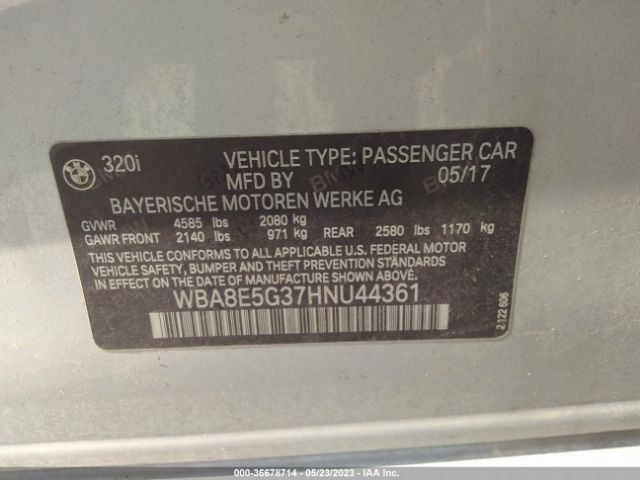 BMW 320i VEHICLE TYPE: PASSENGER CAR
MFD BY 05/17
BAYERISCHE MOTOREN WERKE AG
GVWR 4585 lbs 2080 kg
GAWR FRONT 2140 lbs 971 kg REAR 2580 lbs 1170 kg
THIS VEHICLE CONFORMS TO ALL APPLICABLE U.S. FEDERAL MOTOR
VEHICLE SAFETY, BUMPER AND THEFT PREVENTION STANDARDS
IN EFFECT ON THE DATE OF MANUFACTURE SHOWN ABOVE.
WBA8E5G37HNU44361
2 122 606
000-36678714 - 05/23/2023 - IAA Inc.